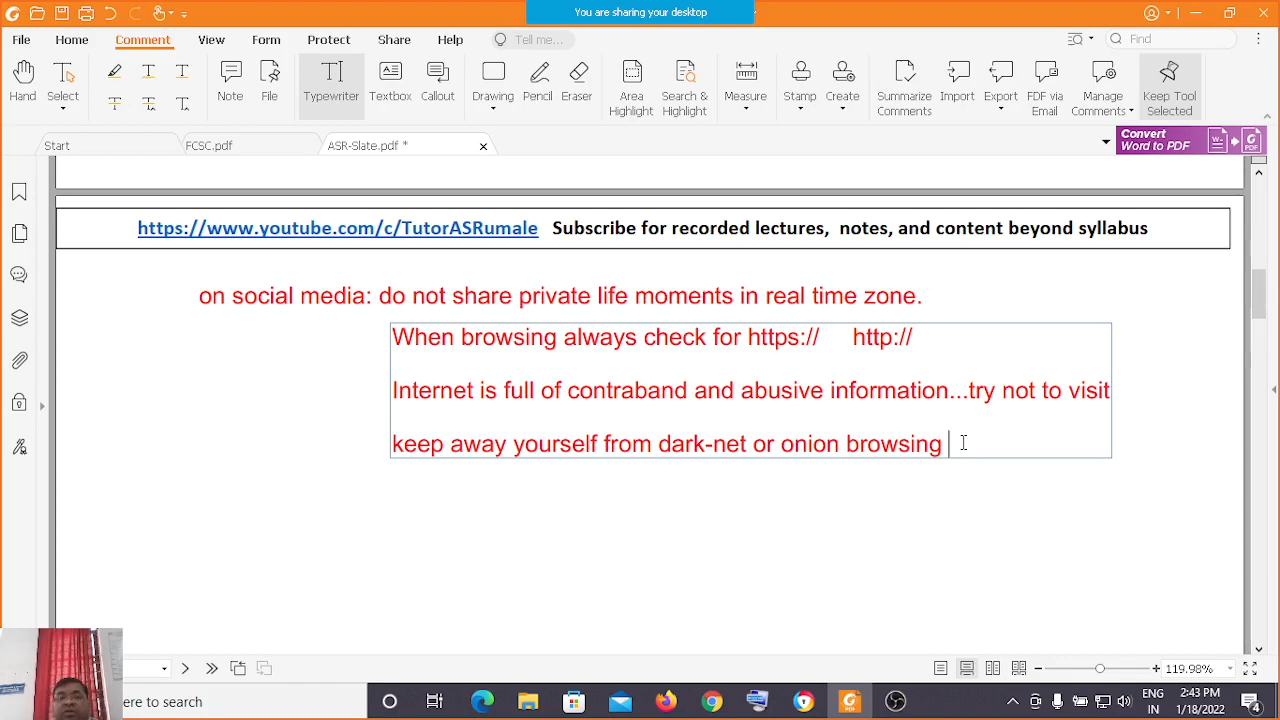 You are sharing your desktop
File Home Comment View Form Protect Share Help Tell me... Find
Hand Select Note File Typewriter Textbox Callout Drawing Pencil Eraser Area Highlight Search & Highlight Measure Stamp Create Summarize Comments Import Export FDF via Email Manage Comments Keep Tool Selected
Start FCSC.pdf ASR-Slate.pdf * Convert Word to PDF
https://www.youtube.com/c/TutorASRumale Subscribe for recorded lectures, notes, and content beyond syllabus
on social media: do not share private life moments in real time zone.
When browsing always check for https:// http://
Internet is full of contraband and abusive information...try not to visit
keep away yourself from dark-net or onion browsing
119.98%
here to search
ENG 2:43 PM
IN 1/18/2022 4